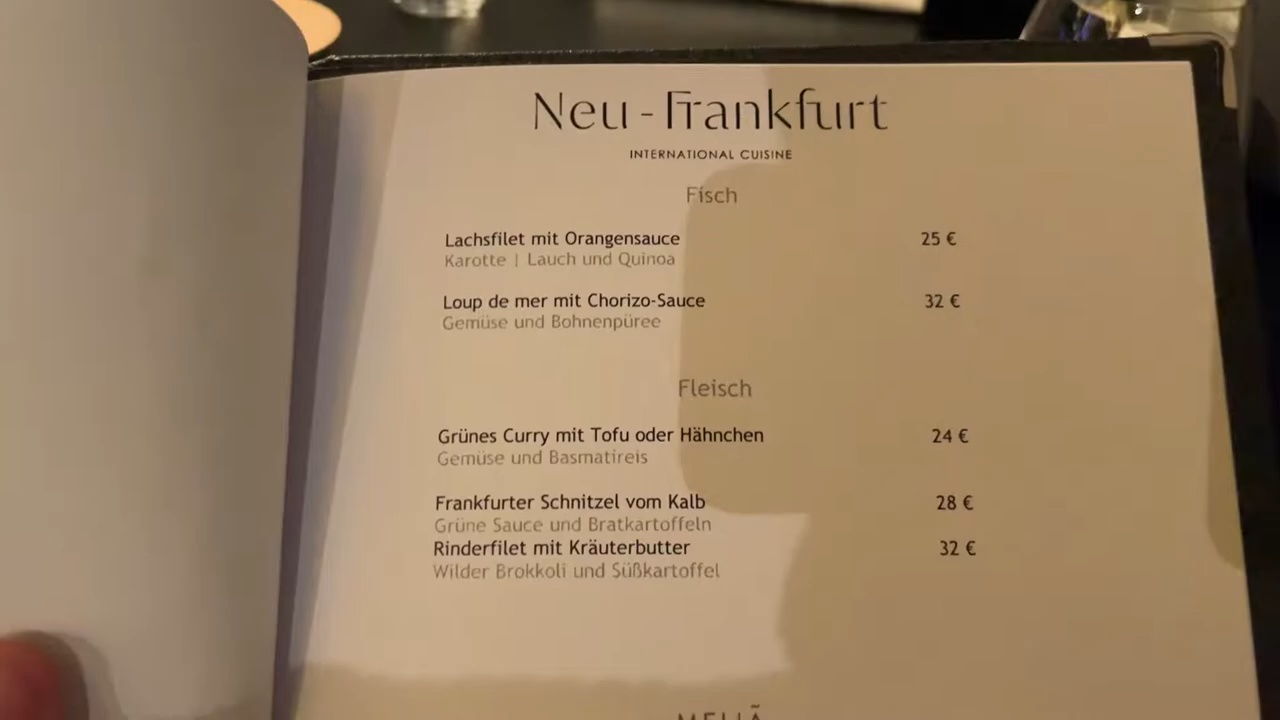 Neu-Frankfurt
INTERNATIONAL CUISINE
Fisch
Lachsfilet mit Orangensauce 25 €
Karotte | Lauch und Quinoa
Loup de mer mit Chorizo-Sauce 32 €
Gemüse und Bohnenpüree
Fleisch
Grünes Curry mit Tofu oder Hähnchen 24 €
Gemüse und Basmatireis
Frankfurter Schnitzel vom Kalb 28 €
Grüne Sauce und Bratkartoffeln
Rinderfilet mit Kräuterbutter 32 €
Wilder Brokkoli und Süßkartoffel